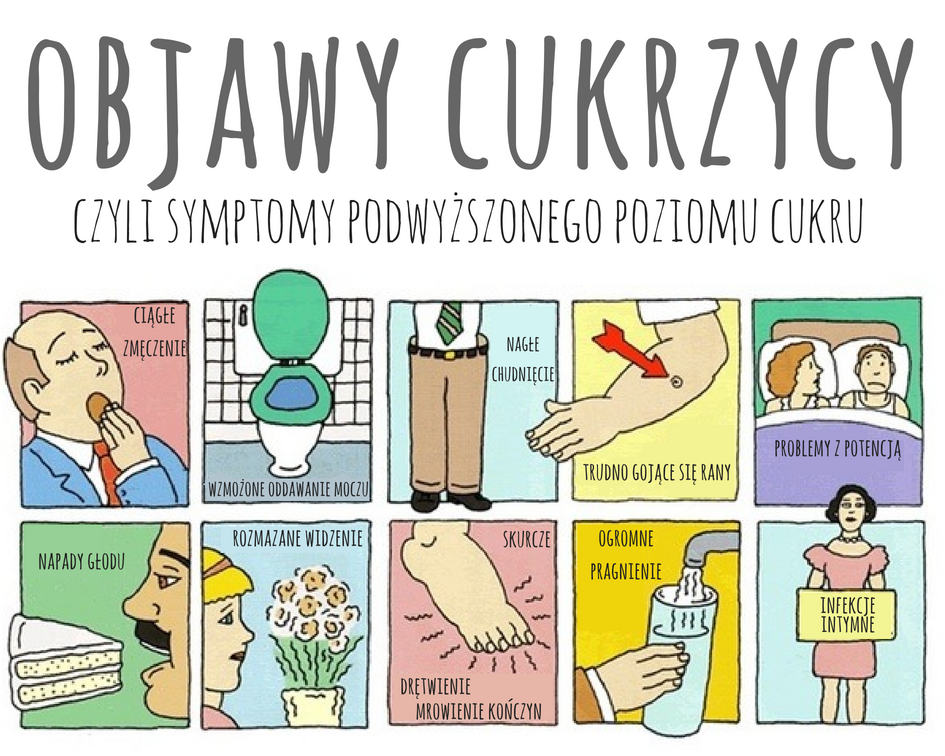 OBJAWY CUKRZYCY
CZYLI SYMPTOMY PODWYŻSZONEGO POZIOMU CUKRU
CIĄGŁE
ZMĘCZENIE
WZMOŻONE ODDAWANIE MOCZU
NAGŁE
CHUDNIĘCIE
TRUDNO GOJĄCE SIĘ RANY
PROBLEMY Z POTENCJĄ
NAPADY GŁODU
ROZMAZANE WIDZENIE
SKURCZE
DRĘTWIENIE
MROWIENIE KOŃCZYN
OGROMNE
PRAGNIENIE
INFEKCJE
INTYMNE